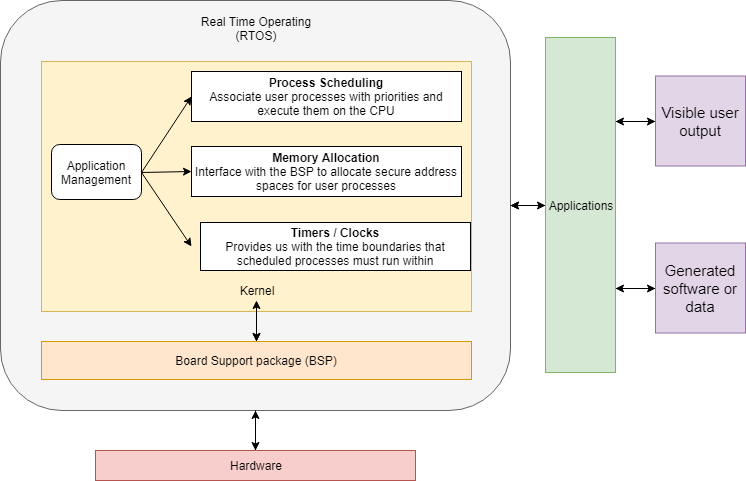 Real Time Operating
(RTOS)
Process Scheduling
Associate user processes with priorities and
execute them on the CPU
Application
Management
Memory Allocation
Interface with the BSP to allocate secure address
spaces for user processes
Timers / Clocks
Provides us with the time boundaries that
scheduled processes must run within
Kernel
Board Support package (BSP)
Hardware
Applications
Visible user
output
Generated
software or
data